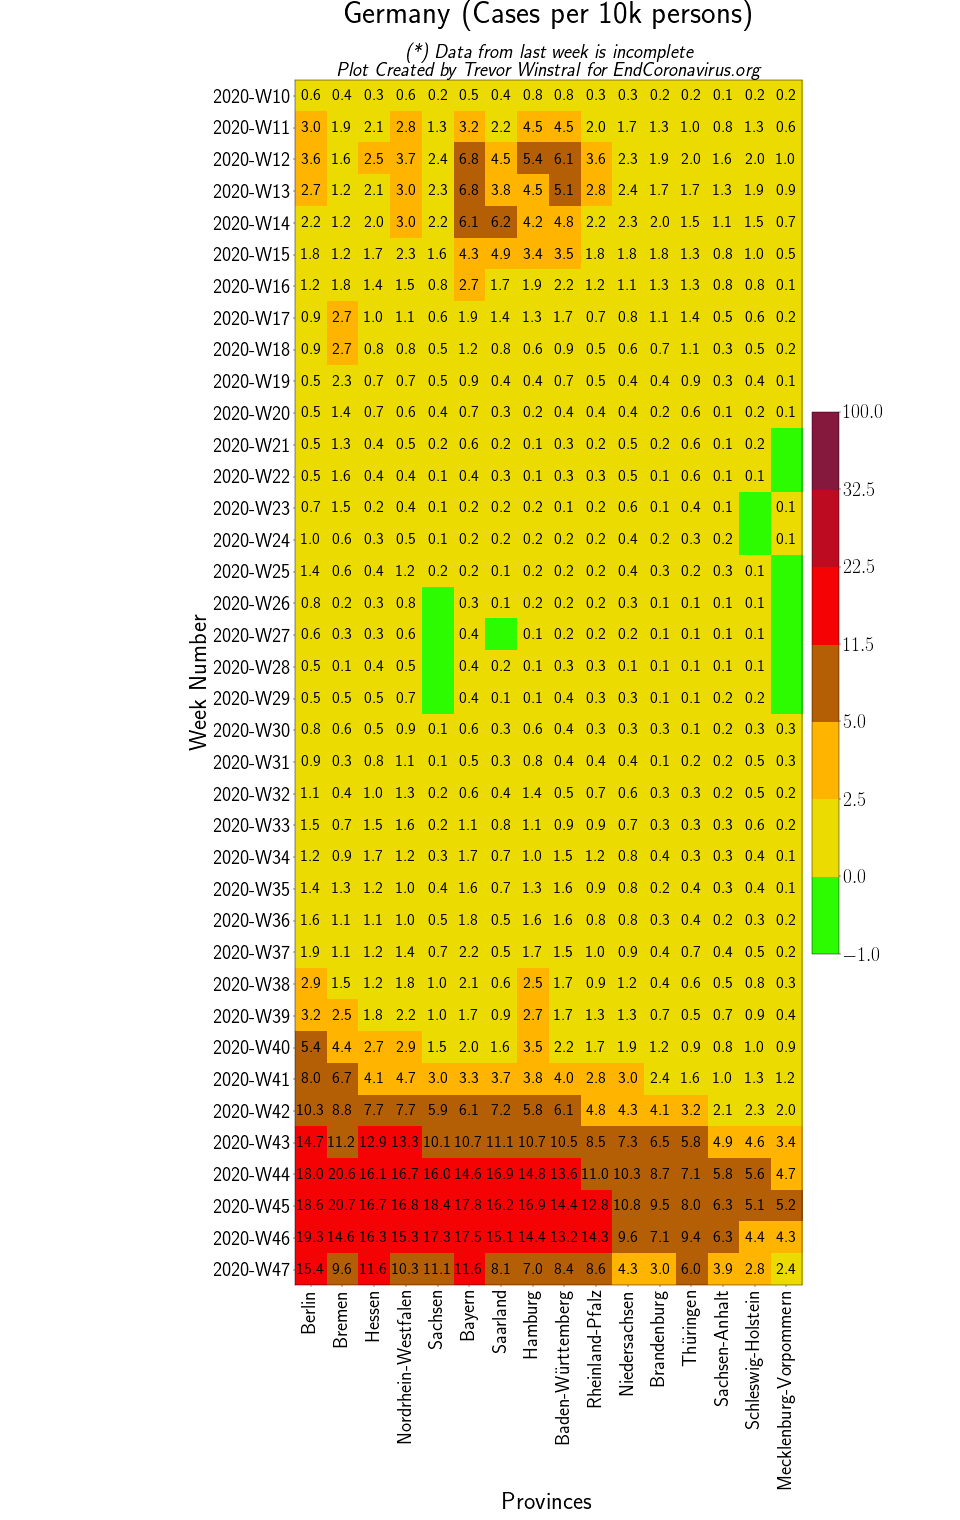 Germany (Cases per 10k persons)
(*) Data from last week is incomplete
Plot Created by Trevor Winstral for EndCoronavirus.org
2020-W10 0.6 0.4 0.3 0.6 0.2 0.5 0.4 0.8 0.8 0.3 0.3 0.2 0.2 0.1 0.2 0.2
2020-W11 3.0 1.9 2.1 2.8 1.3 3.2 2.2 4.5 4.5 2.0 1.7 1.3 1.0 0.8 1.3 0.6
2020-W12 3.6 1.6 2.5 3.7 2.4 6.8 4.5 5.4 6.1 3.6 2.3 1.9 2.0 1.6 2.0 1.0
2020-W13 2.7 1.2 2.1 3.0 2.3 6.8 3.8 4.5 5.1 2.8 2.4 1.7 1.7 1.3 1.9 0.9
2020-W14 2.2 1.2 2.0 3.0 2.2 6.1 6.2 4.2 4.8 2.2 2.3 2.0 1.5 1.1 1.5 0.7
2020-W15 1.8 1.2 1.7 2.3 1.6 4.3 4.9 3.4 3.5 1.8 1.8 1.8 1.3 0.8 1.0 0.5
2020-W16 1.2 1.8 1.4 1.5 0.8 2.7 1.7 1.9 2.2 1.2 1.1 1.3 1.3 0.8 0.8 0.1
2020-W17 0.9 2.7 1.0 1.1 0.6 1.9 1.4 1.3 1.7 0.7 0.8 1.1 1.4 0.5 0.6 0.2
2020-W18 0.9 2.7 0.8 0.8 0.5 1.2 0.8 0.6 0.9 0.5 0.6 0.7 1.1 0.3 0.5 0.2
2020-W19 0.5 2.3 0.7 0.7 0.5 0.9 0.4 0.4 0.7 0.5 0.4 0.4 0.9 0.3 0.4 0.1
2020-W20 0.5 1.4 0.7 0.6 0.4 0.7 0.3 0.2 0.4 0.4 0.4 0.2 0.6 0.1 0.2 0.1
2020-W21 0.5 1.3 0.4 0.5 0.2 0.6 0.2 0.1 0.3 0.2 0.5 0.2 0.6 0.1 0.2
2020-W22 0.5 1.6 0.4 0.4 0.1 0.4 0.3 0.1 0.3 0.3 0.5 0.1 0.6 0.1 0.1
2020-W23 0.7 1.5 0.2 0.4 0.1 0.2 0.2 0.2 0.1 0.2 0.6 0.1 0.4 0.1 0.1
2020-W24 1.0 0.6 0.3 0.5 0.1 0.2 0.2 0.2 0.2 0.2 0.4 0.2 0.3 0.2 0.1
2020-W25 1.4 0.6 0.4 1.2 0.2 0.2 0.1 0.2 0.2 0.2 0.4 0.3 0.2 0.3 0.1
2020-W26 0.8 0.2 0.3 0.8 0.3 0.1 0.2 0.2 0.2 0.3 0.1 0.1 0.1 0.1
2020-W27 0.6 0.3 0.3 0.6 0.4 0.1 0.2 0.2 0.2 0.1 0.1 0.1 0.1
2020-W28 0.5 0.1 0.4 0.5 0.4 0.2 0.1 0.3 0.3 0.1 0.1 0.1 0.1 0.1
2020-W29 0.5 0.5 0.5 0.7 0.4 0.1 0.1 0.4 0.3 0.3 0.1 0.1 0.2 0.2
2020-W30 0.8 0.6 0.5 0.9 0.1 0.6 0.3 0.6 0.4 0.3 0.3 0.3 0.1 0.2 0.3 0.3
2020-W31 0.9 0.3 0.8 1.1 0.1 0.5 0.3 0.8 0.4 0.4 0.4 0.1 0.2 0.2 0.5 0.3
2020-W32 1.1 0.4 1.0 1.3 0.2 0.6 0.4 1.4 0.5 0.7 0.6 0.3 0.3 0.2 0.5 0.2
2020-W33 1.5 0.7 1.5 1.6 0.2 1.1 0.8 1.1 0.9 0.9 0.7 0.3 0.3 0.3 0.6 0.2
2020-W34 1.2 0.9 1.7 1.2 0.3 1.7 0.7 1.0 1.5 1.2 0.8 0.4 0.3 0.3 0.4 0.1
2020-W35 1.4 1.3 1.2 1.0 0.4 1.6 0.7 1.3 1.6 0.9 0.8 0.2 0.4 0.3 0.4 0.1
2020-W36 1.6 1.1 1.1 1.0 0.5 1.8 0.5 1.6 1.6 0.8 0.8 0.3 0.4 0.2 0.3 0.2
2020-W37 1.9 1.1 1.2 1.4 0.7 2.2 0.5 1.7 1.5 1.0 0.9 0.4 0.7 0.4 0.5 0.2
2020-W38 2.9 1.5 1.2 1.8 1.0 2.1 0.6 2.5 1.7 0.9 1.2 0.4 0.6 0.5 0.8 0.3
2020-W39 3.2 2.5 1.8 2.2 1.0 1.7 0.9 2.7 1.7 1.3 1.3 0.7 0.5 0.7 0.9 0.4
2020-W40 5.4 4.4 2.7 2.9 1.5 2.0 1.6 3.5 2.2 1.7 1.9 1.2 0.9 0.8 1.0 0.9
2020-W41 8.0 6.7 4.1 4.7 3.0 3.3 3.7 3.8 4.0 2.8 3.0 2.4 1.6 1.0 1.3 1.2
2020-W42 10.3 8.8 7.7 7.7 5.9 6.1 7.2 5.8 6.1 4.8 4.3 4.1 3.2 2.1 2.3 2.0
2020-W43 14.7 11.2 12.9 13.3 10.1 10.7 11.1 10.7 10.5 8.5 7.3 6.5 5.8 4.9 4.6 3.4
2020-W44 18.0 20.6 16.1 16.7 16.0 14.6 16.9 14.8 13.6 11.0 10.3 8.7 7.1 5.8 5.6 4.7
2020-W45 18.6 20.7 16.7 16.8 18.4 17.8 16.2 16.9 14.4 12.8 10.8 9.5 8.0 6.3 5.1 5.2
2020-W46 19.3 14.6 16.3 15.3 17.3 17.5 15.1 14.4 13.2 14.3 9.6 7.1 9.4 6.3 4.4 4.3
2020-W47 15.4 9.6 11.6 10.3 11.1 11.6 8.1 7.0 8.4 8.6 4.3 3.0 6.0 3.9 2.8 2.4
Week Number
Berlin
Bremen
Hessen
Nordrhein-Westfalen
Sachsen
Bayern
Saarland
Hamburg
Baden-Württemberg
Rheinland-Pfalz
Niedersachsen
Brandenburg
Thüringen
Sachsen-Anhalt
Schleswig-Holstein
Mecklenburg-Vorpommern
Provinces
100.0
32.5
22.5
11.5
5.0
2.5
0.0
−1.0